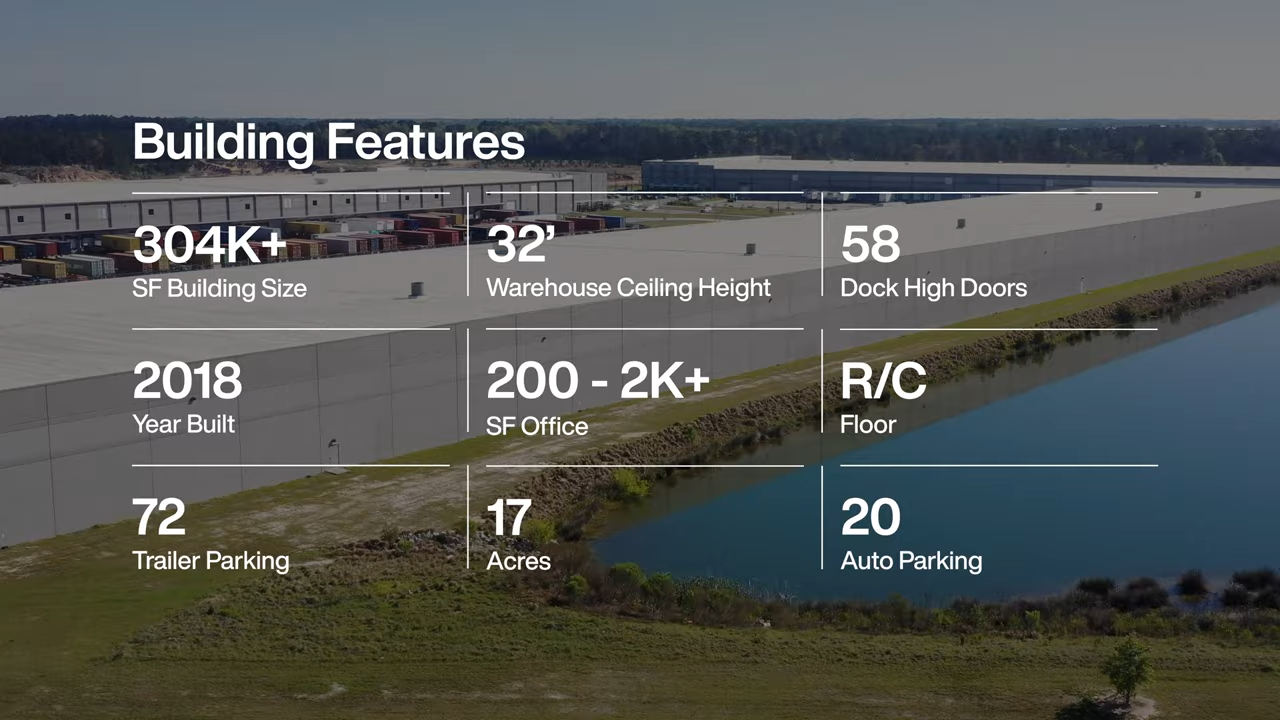 Building Features
304K+
SF Building Size
32’
Warehouse Ceiling Height
58
Dock High Doors
2018
Year Built
200 - 2K+
SF Office
R/C
Floor
72
Trailer Parking
17
Acres
20
Auto Parking